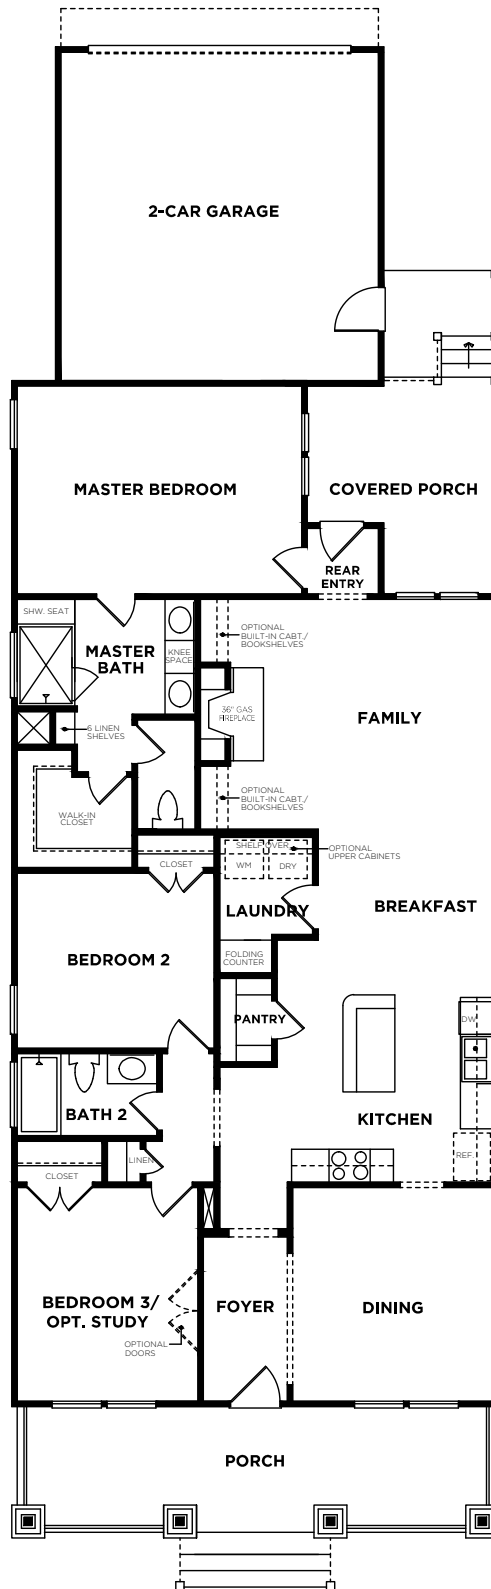 2-CAR GARAGE
MASTER BEDROOM
COVERED PORCH
REAR
ENTRY
SHW. SEAT
MASTER
BATH
KNEE
SPACE
OPTIONAL
BUILT-IN CABT./
BOOKSHELVES
6 LINEN
SHELVES
36" GAS
FIREPLACE
FAMILY
WALK-IN
CLOSET
OPTIONAL
BUILT-IN CABT./
BOOKSHELVES
CLOSET
SHELF OVER
WM
DRY
OPTIONAL
UPPER CABINETS
LAUNDRY
BREAKFAST
BEDROOM 2
FOLDING
COUNTER
PANTRY
DW
BATH 2
KITCHEN
LINEN
REF.
CLOSET
BEDROOM 3/
OPT. STUDY
OPTIONAL
DOORS
FOYER
DINING
PORCH